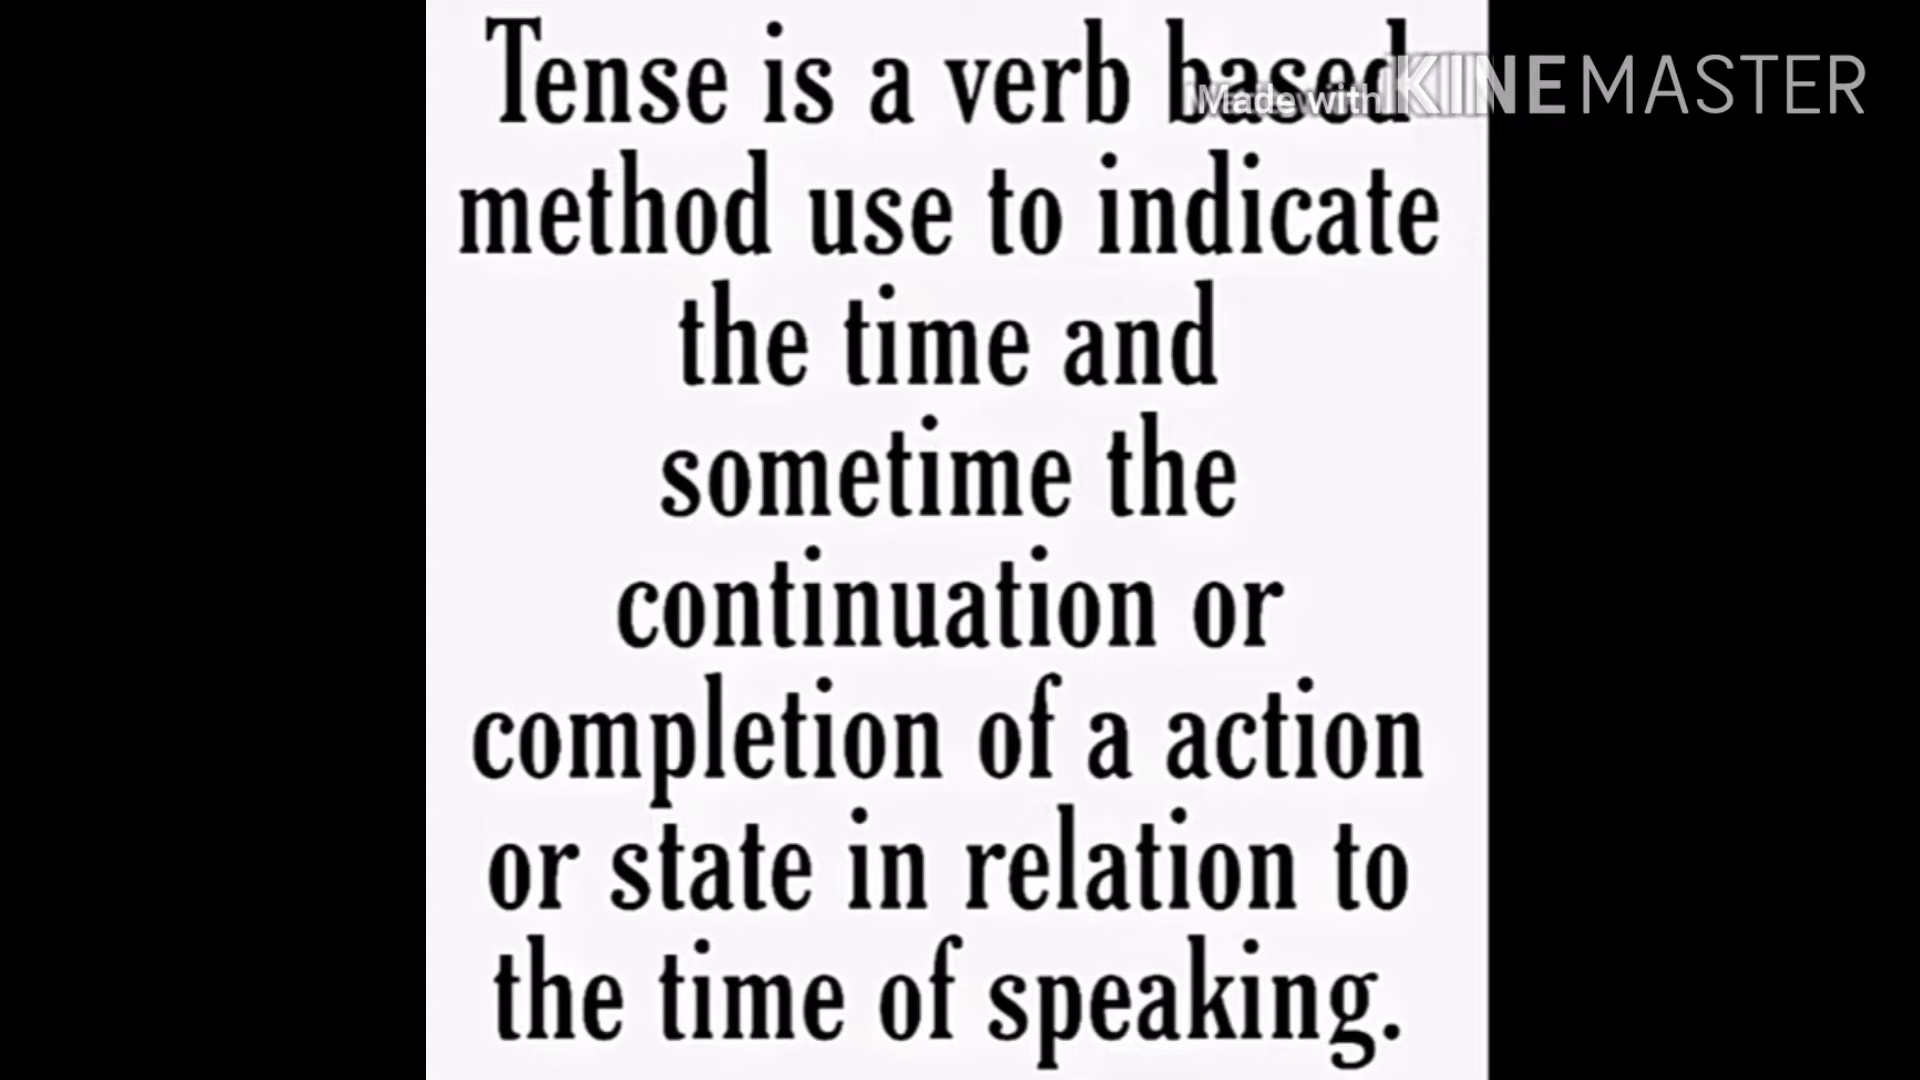 Tense is a verb based
Made with KINEMASTER
method use to indicate
the time and
sometime the
continuation or
completion of a action
or state in relation to
the time of speaking.